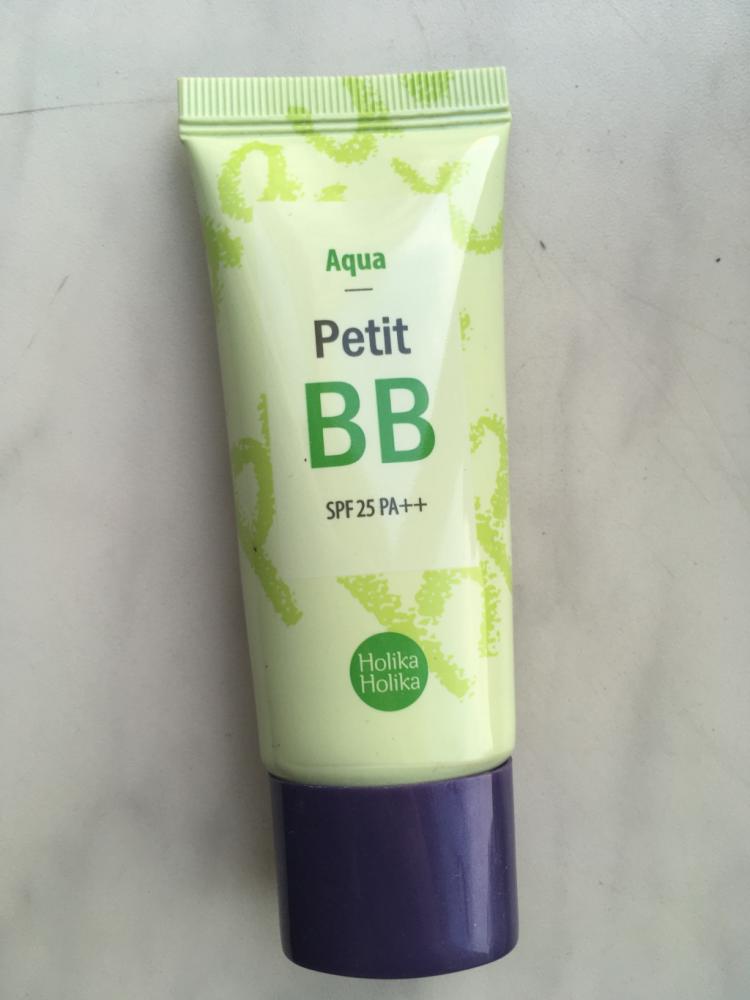 Aqua
Petit
BB
SPF 25 PA++
Holika
Holika